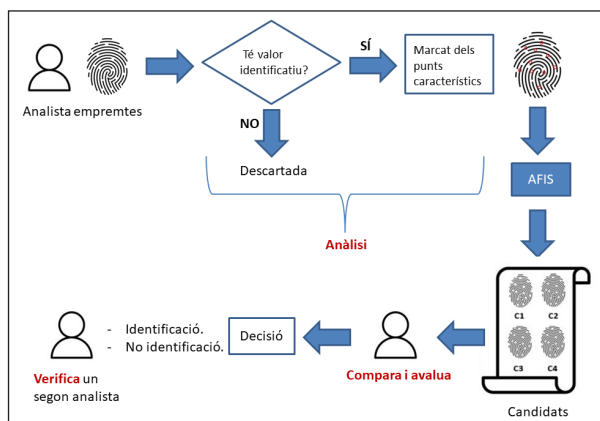 Té valor
identificatiu?
SÍ
Marcat dels
punts
característics
Analista empremtes
NO
Descartada
AFIS
Anàlisi
C1 C2
C3 C4
Candidats
Compara i avalua
Decisió
- Identificació.
- No identificació.
Verifica un
segon analista